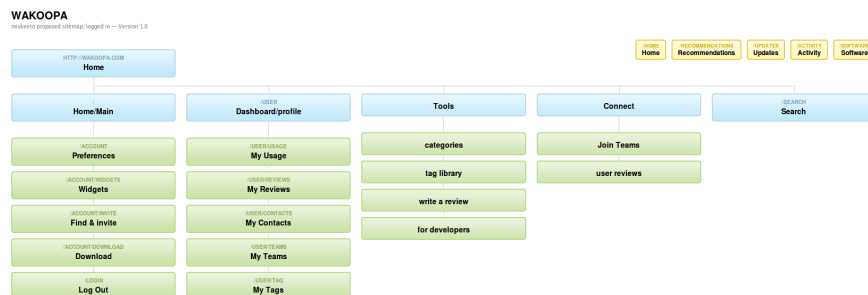 WAKOOPA
miskeeto proposed sitemap, logged in — Version 1.0
/HOME
Home
/RECOMMENDATIONS
Recommendations
/UPDATES
Updates
/ACTIVITY
Activity
/SOFTWARE
Software
HTTP://WAKOOPA.COM
Home
/
Home/Main
/ACCOUNT
Preferences
/ACCOUNT/WIDGETS
Widgets
/ACCOUNT/INVITE
Find & invite
/ACCOUNT/DOWNLOAD
Download
/LOGIN
Log Out
/USER
Dashboard/profile
/USER/USAGE
My Usage
/USER/REVIEWS
My Reviews
/USER/CONTACTS
My Contacts
/USER/TEAMS
My Teams
/USER/TAG
My Tags
Tools
categories
tag library
write a review
for developers
Connect
Join Teams
user reviews
/SEARCH
Search